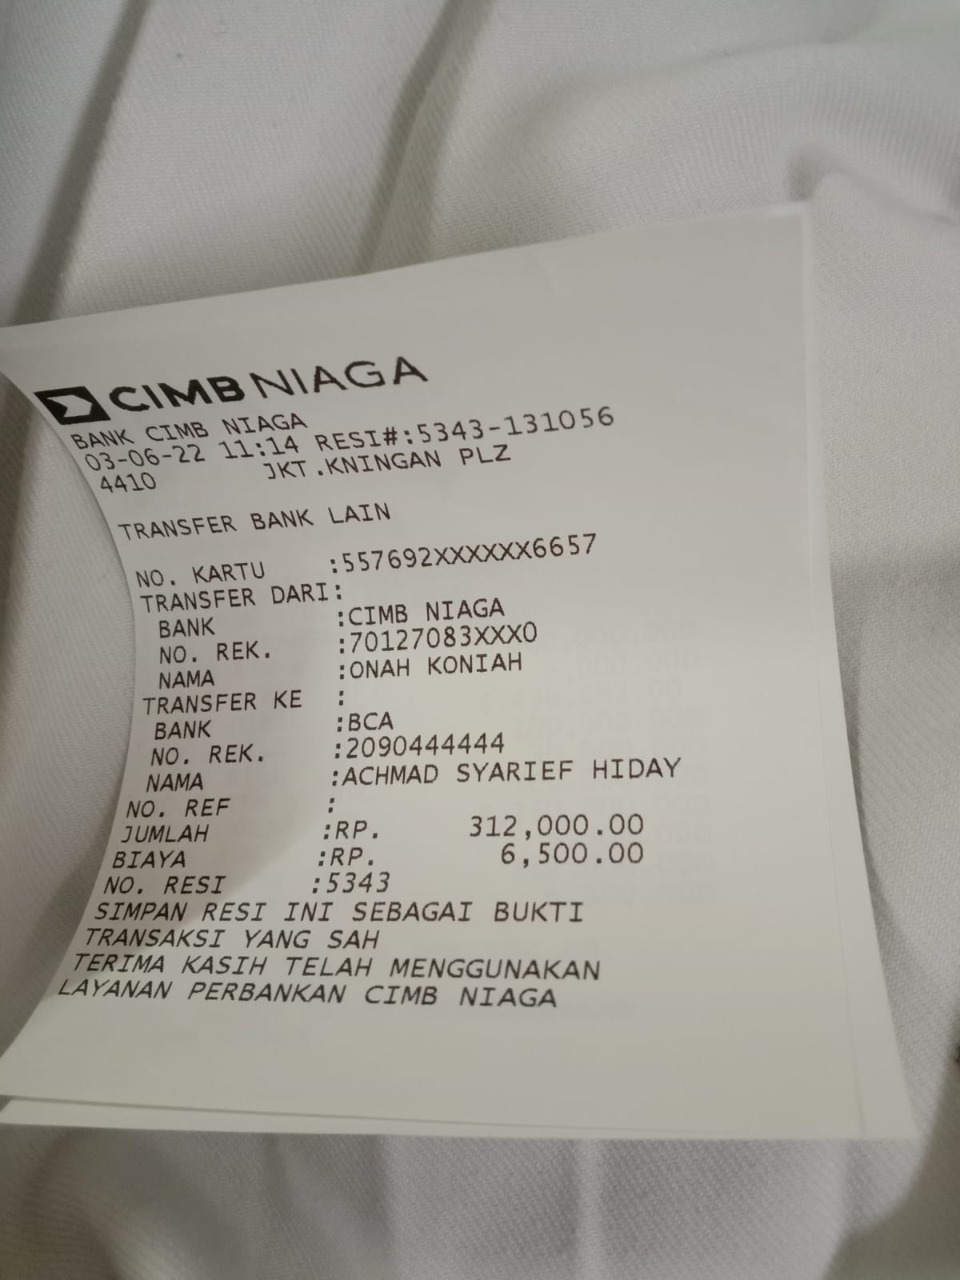 CIMB NIAGA
BANK CIMB NIAGA
03-06-22 11:14 RESI#:5343-131056
4410 JKT.KNINGAN PLZ
TRANSFER BANK LAIN
NO. KARTU :557692XXXXXX6657
TRANSFER DARI:
BANK :CIMB NIAGA
NO. REK. :70127083XXX0
NAMA :ONAH KONIAH
TRANSFER KE :
BANK :BCA
NO. REK. :2090444444
NAMA :ACHMAD SYARIEF HIDAY
NO. REF :
JUMLAH :RP. 312,000.00
BIAYA :RP. 6,500.00
NO. RESI :5343
SIMPAN RESI INI SEBAGAI BUKTI
TRANSAKSI YANG SAH
TERIMA KASIH TELAH MENGGUNAKAN
LAYANAN PERBANKAN CIMB NIAGA